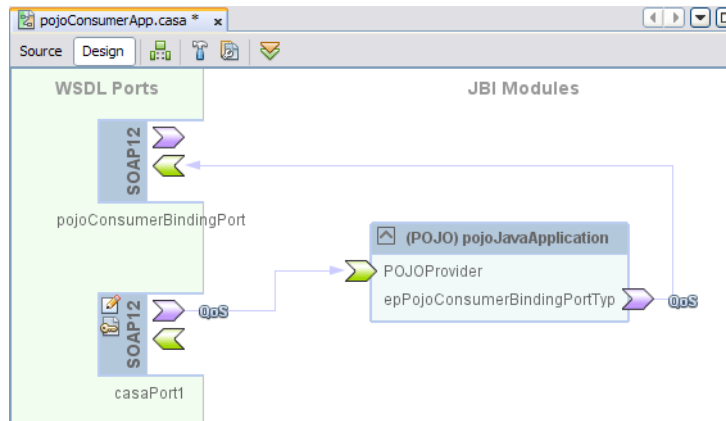 pojoConsumerApp.casa * x
Source Design
WSDL Ports
JBI Modules
SOAP12
pojoConsumerBindingPort
(POJO) pojoJavaApplication
POJOProvider
epPojoConsumerBindingPortTyp
QoS
QoS
SOAP12
casaPort1